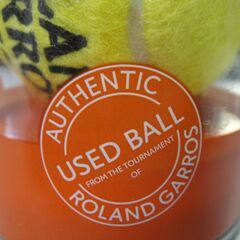 AUTHENTIC
USED BALL
FROM THE TOURNAMENT
OF
ROLAND GARROS